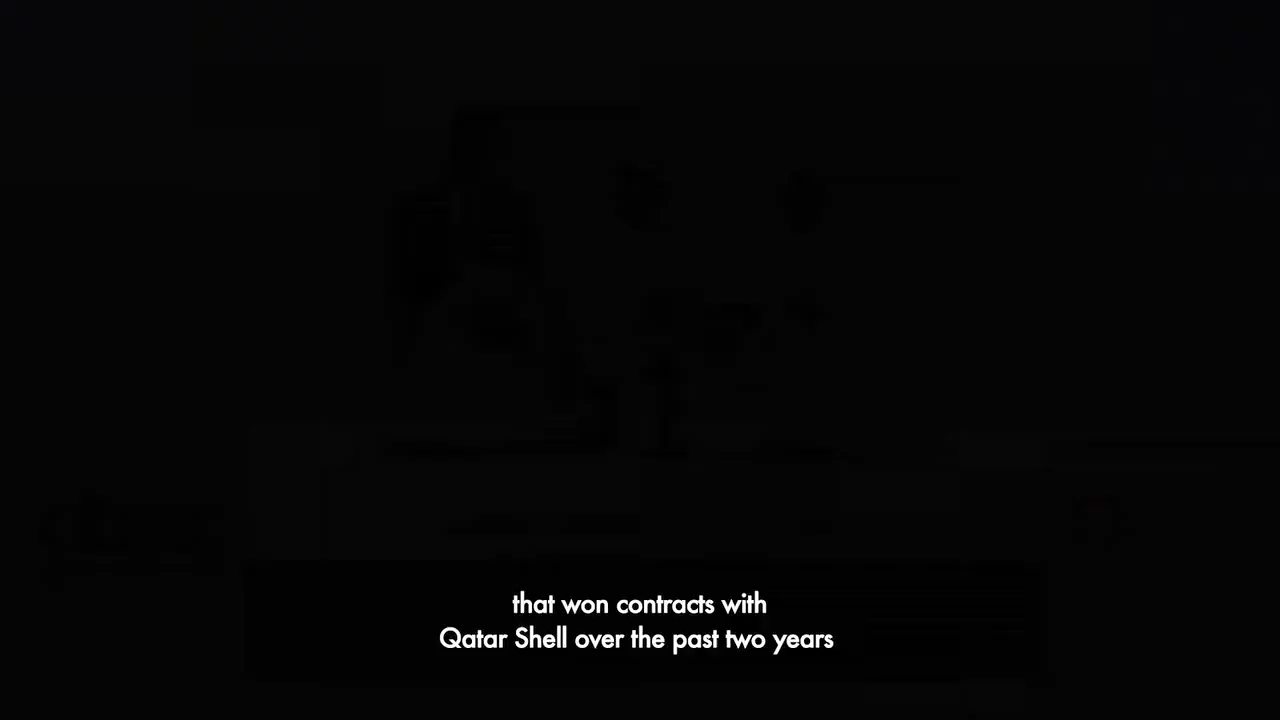 that won contracts with
Qatar Shell over the past two years